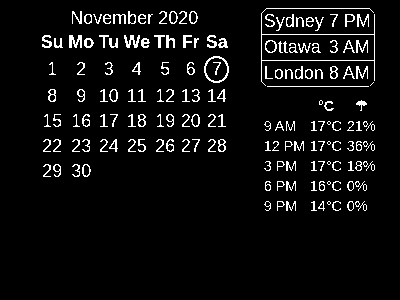 November 2020
Su Mo Tu We Th Fr Sa
1 2 3 4 5 6 7
8 9 10 11 12 13 14
15 16 17 18 19 20 21
22 23 24 25 26 27 28
29 30
Sydney 7 PM
Ottawa 3 AM
London 8 AM
°C ☂
9 AM 17°C 21%
12 PM 17°C 36%
3 PM 17°C 18%
6 PM 16°C 0%
9 PM 14°C 0%